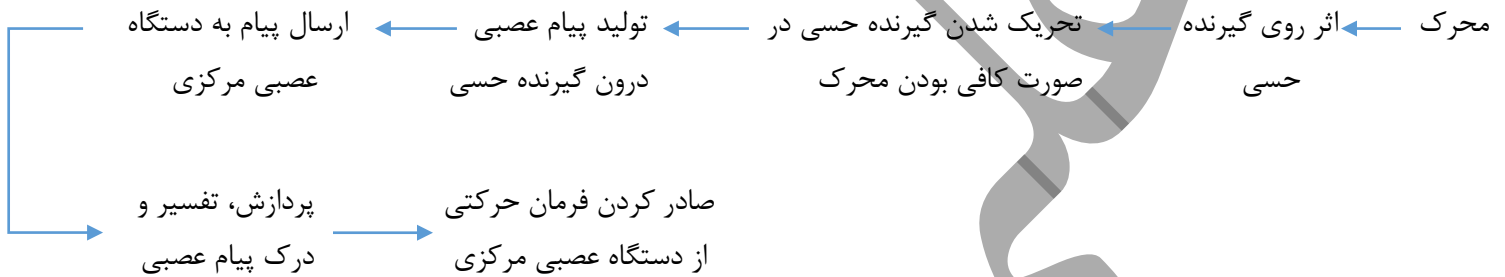 محرک
اثر روی گیرنده
حسی
تحریک شدن گیرنده حسی در
صورت کافی بودن محرک
تولید پیام عصبی
درون گیرنده حسی
ارسال پیام به دستگاه
عصبی مرکزی
پردازش، تفسیر و
درک پیام عصبی
صادر کردن فرمان حرکتی
از دستگاه عصبی مرکزی